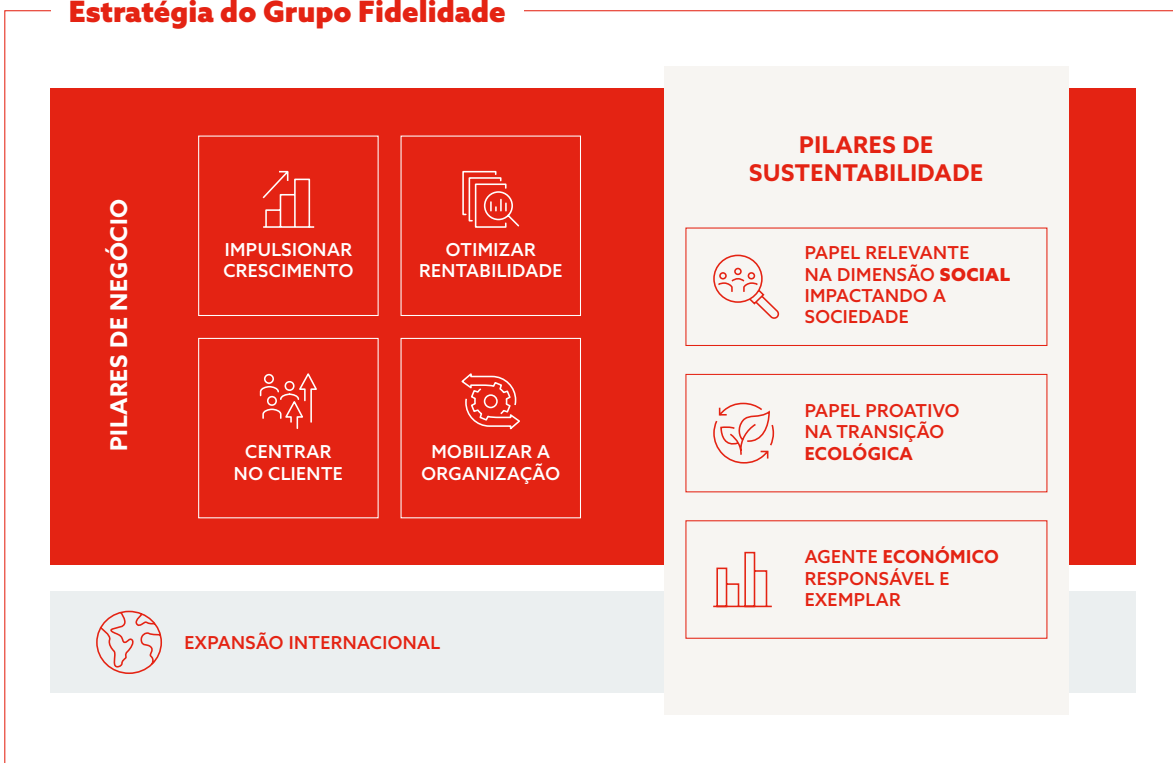 Estratégia do Grupo Fidelidade
PILARES DE NEGÓCIO
IMPULSIONAR
CRESCIMENTO
OTIMIZAR
RENTABILIDADE
CENTRAR
NO CLIENTE
MOBILIZAR A
ORGANIZAÇÃO
PILARES DE
SUSTENTABILIDADE
PAPEL RELEVANTE
NA DIMENSÃO SOCIAL
IMPACTANDO A
SOCIEDADE
PAPEL PROATIVO
NA TRANSIÇÃO
ECOLÓGICA
AGENTE ECONÓMICO
RESPONSÁVEL E
EXEMPLAR
EXPANSÃO INTERNACIONAL